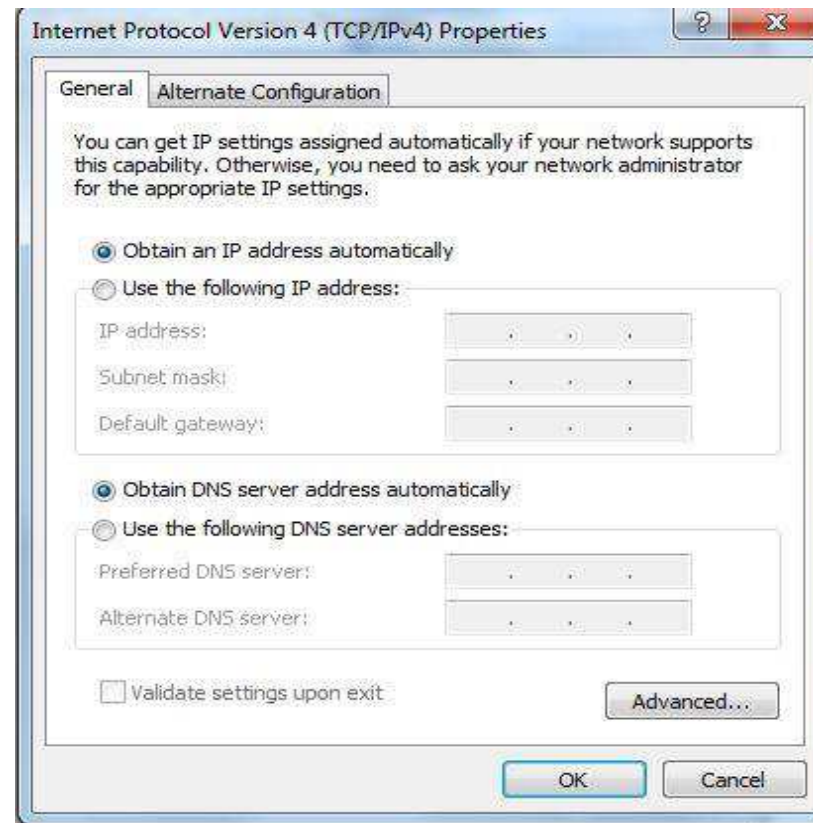 Internet Protocol Version 4 (TCP/IPv4) Properties
General
Alternate Configuration
You can get IP settings assigned automatically if your network supports
this capability. Otherwise, you need to ask your network administrator
for the appropriate IP settings.
Obtain an IP address automatically
Use the following IP address:
IP address:
Subnet mask:
Default gateway:
Obtain DNS server address automatically
Use the following DNS server addresses:
Preferred DNS server:
Alternate DNS server:
Validate settings upon exit
Advanced...
OK
Cancel